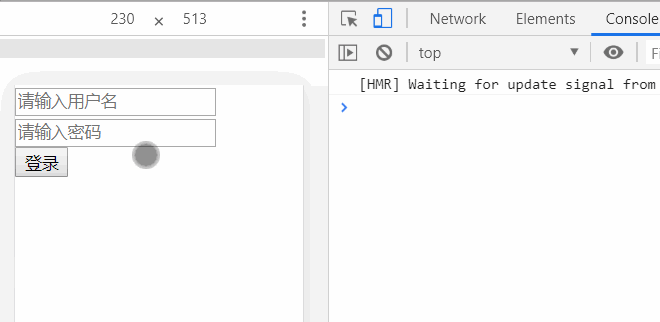 230 × 513
Network Elements Console
top
Fi
[HMR] Waiting for update signal from
请输入用户名
请输入密码
登录